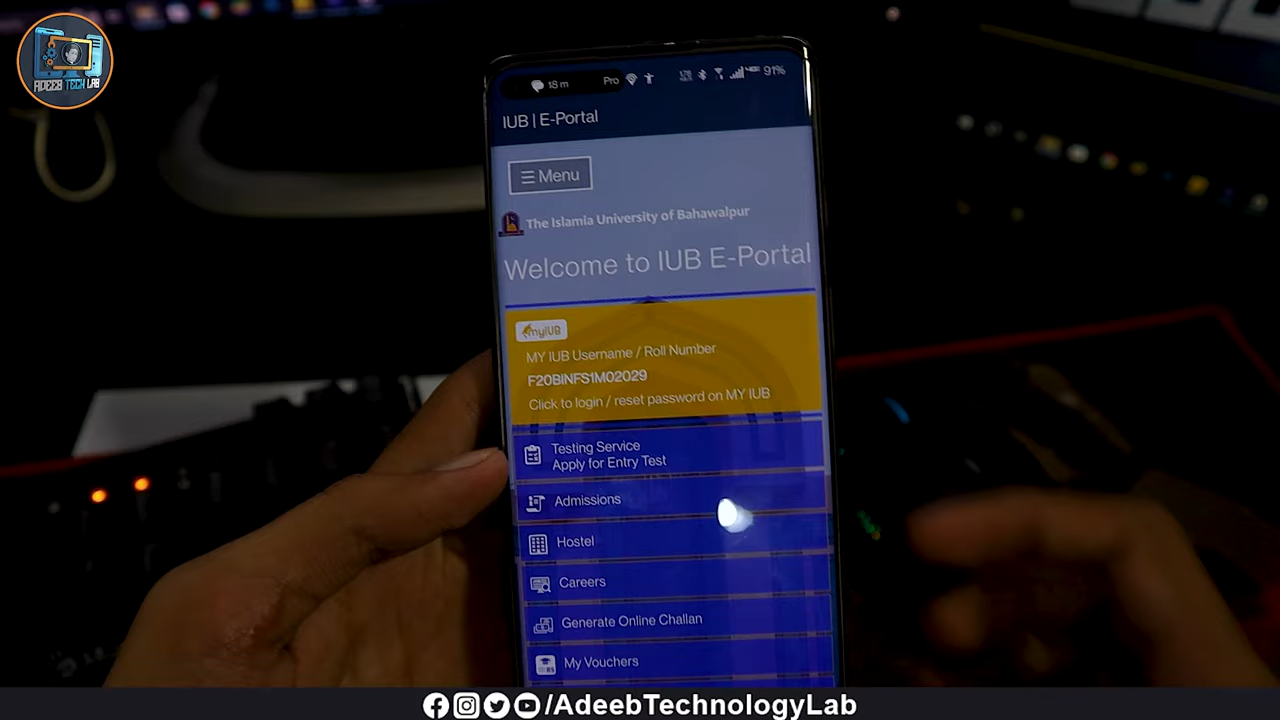 ADEEB TECH LAB
18 m Pro 91%
IUB | E-Portal
☰ Menu
The Islamia University of Bahawalpur
Welcome to IUB E-Portal
myIUB
MY IUB Username / Roll Number
F20BINFS1M02029
Click to login / reset password on MY IUB
Testing Service
Apply for Entry Test
Admissions
Hostel
Careers
Generate Online Challan
My Vouchers
/AdeebTechnologyLab